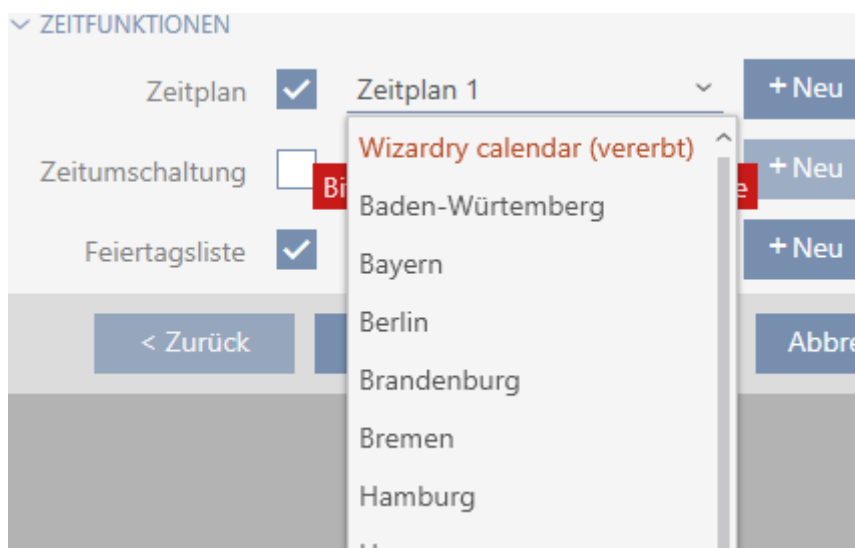 ZEITFUNKTIONEN
Zeitplan Zeitplan 1 + Neu
Wizardry calendar (vererbt)
Zeitumschaltung + Neu
Baden-Würtemberg
Feiertagsliste + Neu
Bayern
Berlin
< Zurück
Brandenburg
Bremen
Hamburg